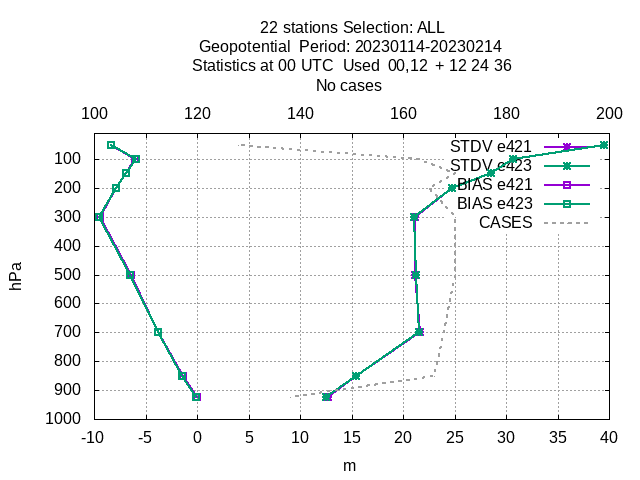 22 stations Selection: ALL
Geopotential  Period: 20230114-20230214
Statistics at 00 UTC  Used  00,12  + 12 24 36
No cases
100 120 140 160 180 200
STDV e421
STDV e423
BIAS e421
BIAS e423
CASES
100
200
300
400
500
600
700
800
900
1000
hPa
-10 -5 0 5 10 15 20 25 30 35 40
m